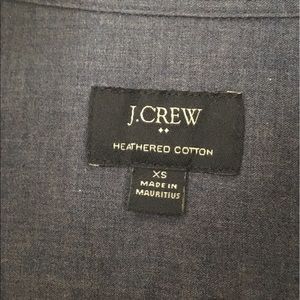 J.CREW
HEATHERED COTTON
XS
MADE IN
MAURITIUS